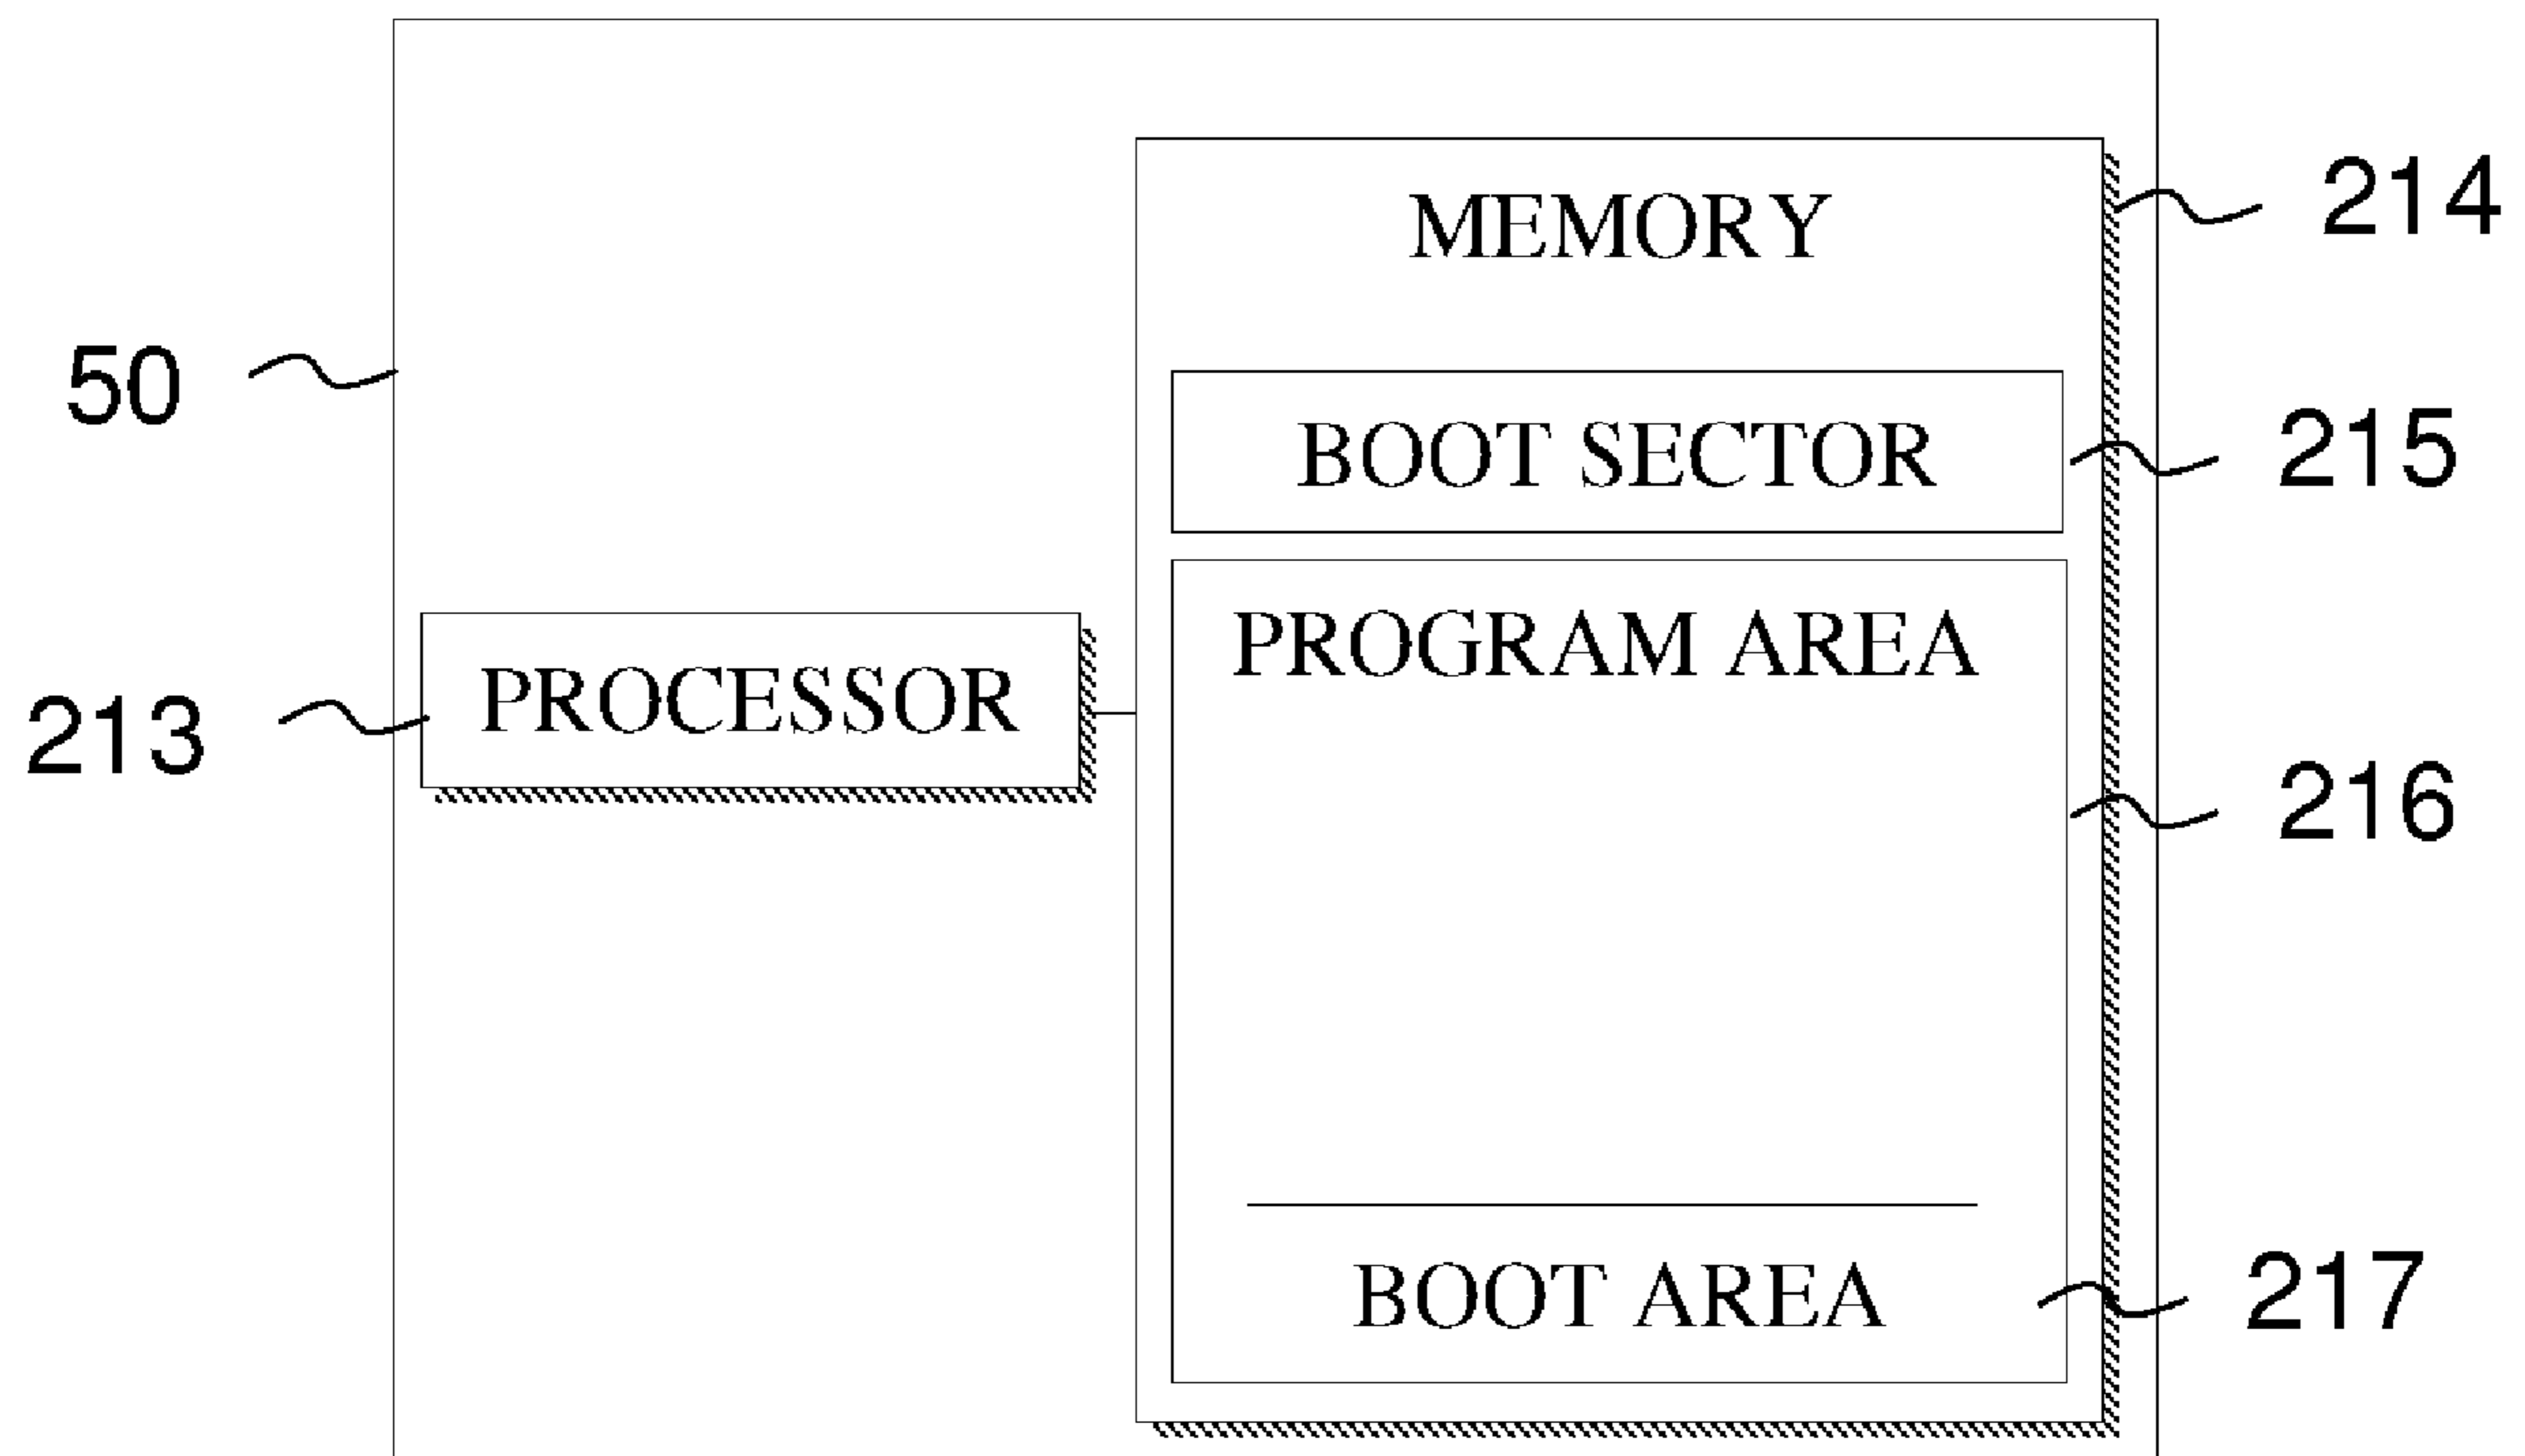 MEMORY
214
50
BOOT SECTOR
215
PROGRAM AREA
PROCESSOR
213
216
BOOT AREA
217